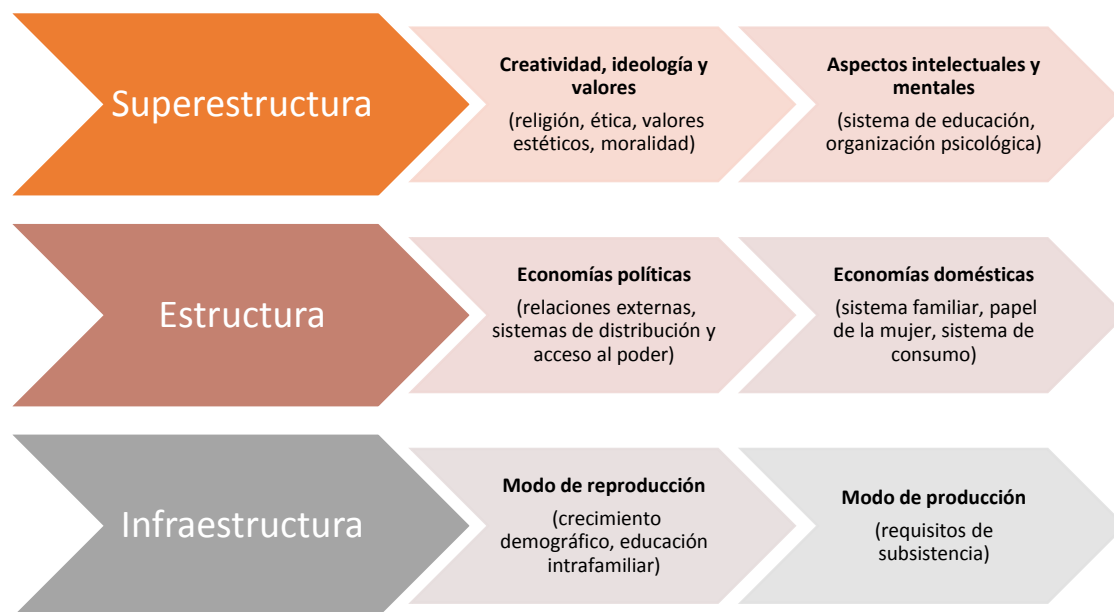 Superestructura
Creatividad, ideología y
valores
(religión, ética, valores
estéticos, moralidad)
Aspectos intelectuales y
mentales
(sistema de educación,
organización psicológica)
Estructura
Economías políticas
(relaciones externas,
sistemas de distribución y
acceso al poder)
Economías domésticas
(sistema familiar, papel
de la mujer, sistema de
consumo)
Infraestructura
Modo de reproducción
(crecimiento
demográfico, educación
intrafamiliar)
Modo de producción
(requisitos de
subsistencia)